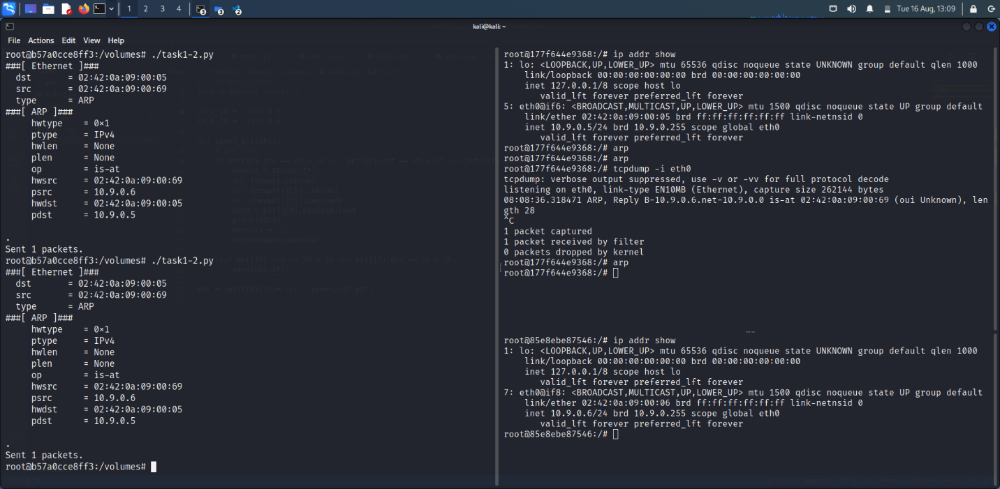 1 2 3 4
3 3 2
Tue 16 Aug, 13:09
kali@kali: ~
File Actions Edit View Help
root@b57a0cce8ff3:/volumes# ./task1-2.py
###[ Ethernet ]###
  dst       = 02:42:0a:09:00:05
  src       = 02:42:0a:09:00:69
  type      = ARP
###[ ARP ]###
     hwtype    = 0×1
     ptype     = IPv4
     hwlen     = None
     plen      = None
     op        = is-at
     hwsrc     = 02:42:0a:09:00:69
     psrc      = 10.9.0.6
     hwdst     = 02:42:0a:09:00:05
     pdst      = 10.9.0.5
.
Sent 1 packets.
root@b57a0cce8ff3:/volumes# ./task1-2.py
###[ Ethernet ]###
  dst       = 02:42:0a:09:00:05
  src       = 02:42:0a:09:00:69
  type      = ARP
###[ ARP ]###
     hwtype    = 0×1
     ptype     = IPv4
     hwlen     = None
     plen      = None
     op        = is-at
     hwsrc     = 02:42:0a:09:00:69
     psrc      = 10.9.0.6
     hwdst     = 02:42:0a:09:00:05
     pdst      = 10.9.0.5
.
Sent 1 packets.
root@b57a0cce8ff3:/volumes#
root@177f644e9368:/# ip addr show
1: lo: <LOOPBACK,UP,LOWER_UP> mtu 65536 qdisc noqueue state UNKNOWN group default qlen 1000
    link/loopback 00:00:00:00:00:00 brd 00:00:00:00:00:00
    inet 127.0.0.1/8 scope host lo
       valid_lft forever preferred_lft forever
5: eth0@if6: <BROADCAST,MULTICAST,UP,LOWER_UP> mtu 1500 qdisc noqueue state UP group default
    link/ether 02:42:0a:09:00:05 brd ff:ff:ff:ff:ff:ff link-netnsid 0
    inet 10.9.0.5/24 brd 10.9.0.255 scope global eth0
       valid_lft forever preferred_lft forever
root@177f644e9368:/# arp
root@177f644e9368:/# arp
root@177f644e9368:/# tcpdump -i eth0
tcpdump: verbose output suppressed, use -v or -vv for full protocol decode
listening on eth0, link-type EN10MB (Ethernet), capture size 262144 bytes
08:08:36.318471 ARP, Reply B-10.9.0.6.net-10.9.0.0 is-at 02:42:0a:09:00:69 (oui Unknown), len
gth 28
^C
1 packet captured
1 packet received by filter
0 packets dropped by kernel
root@177f644e9368:/# arp
root@177f644e9368:/#
root@85e8ebe87546:/# ip addr show
1: lo: <LOOPBACK,UP,LOWER_UP> mtu 65536 qdisc noqueue state UNKNOWN group default qlen 1000
    link/loopback 00:00:00:00:00:00 brd 00:00:00:00:00:00
    inet 127.0.0.1/8 scope host lo
       valid_lft forever preferred_lft forever
7: eth0@if8: <BROADCAST,MULTICAST,UP,LOWER_UP> mtu 1500 qdisc noqueue state UP group default
    link/ether 02:42:0a:09:00:06 brd ff:ff:ff:ff:ff:ff link-netnsid 0
    inet 10.9.0.6/24 brd 10.9.0.255 scope global eth0
       valid_lft forever preferred_lft forever
root@85e8ebe87546:/#